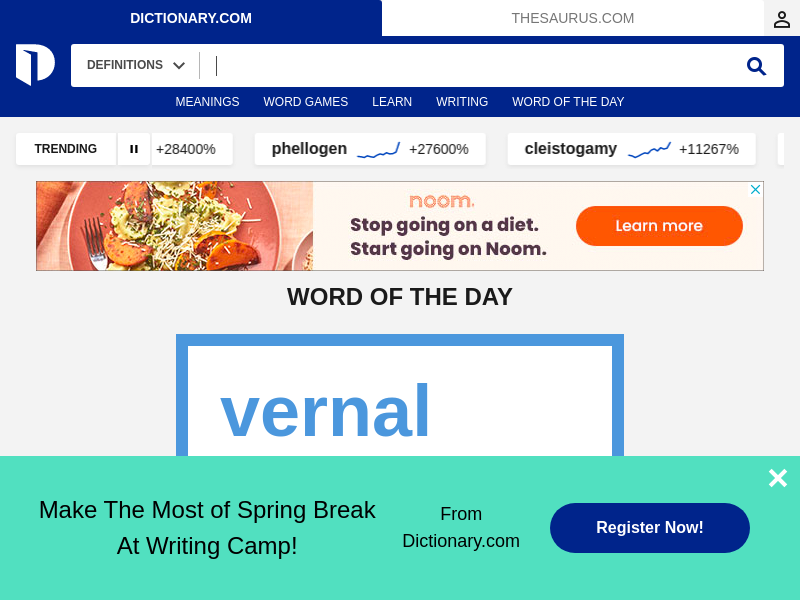 DICTIONARY.COM
THESAURUS.COM
DEFINITIONS
MEANINGS WORD GAMES LEARN WRITING WORD OF THE DAY
TRENDING +28400% phellogen +27600% cleistogamy +11267%
noom.
Stop going on a diet.
Start going on Noom.
Learn more
WORD OF THE DAY
vernal
Make The Most of Spring Break
At Writing Camp!
From
Dictionary.com
Register Now!